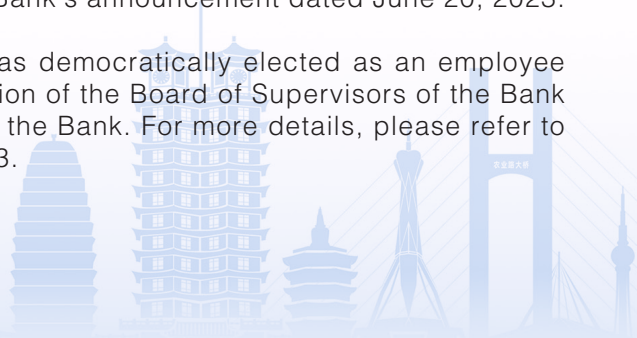 Bank's announcement dated June 20, 2023.
as democratically elected as an employee
ion of the Board of Supervisors of the Bank
the Bank. For more details, please refer to
3.